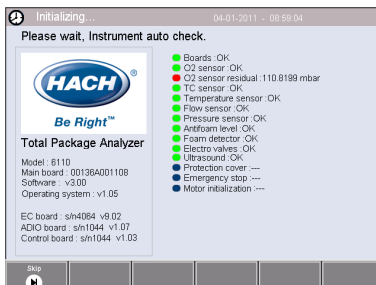 Initializing...
04-01-2011 - 08:59:04
Please wait, Instrument auto check.
HACH®
Be Right™
Total Package Analyzer
Model : 6110
Main board : 00136A001108
Software : v3.00
Operating system : v1.05
EC board : s/n4064 v9.02
ADIO board : s/n1044 v1.07
Control board : s/n1044 v1.03
Boards :OK
O2 sensor :OK
O2 sensor residual :110.8199 mbar
TC sensor :OK
Temperature sensor :OK
Flow sensor :OK
Pressure sensor :OK
Antifoam level :OK
Foam detector :OK
Electro valves :OK
Ultrasound :OK
Protection cover :---
Emergency stop :---
Motor initialization :---
Skip